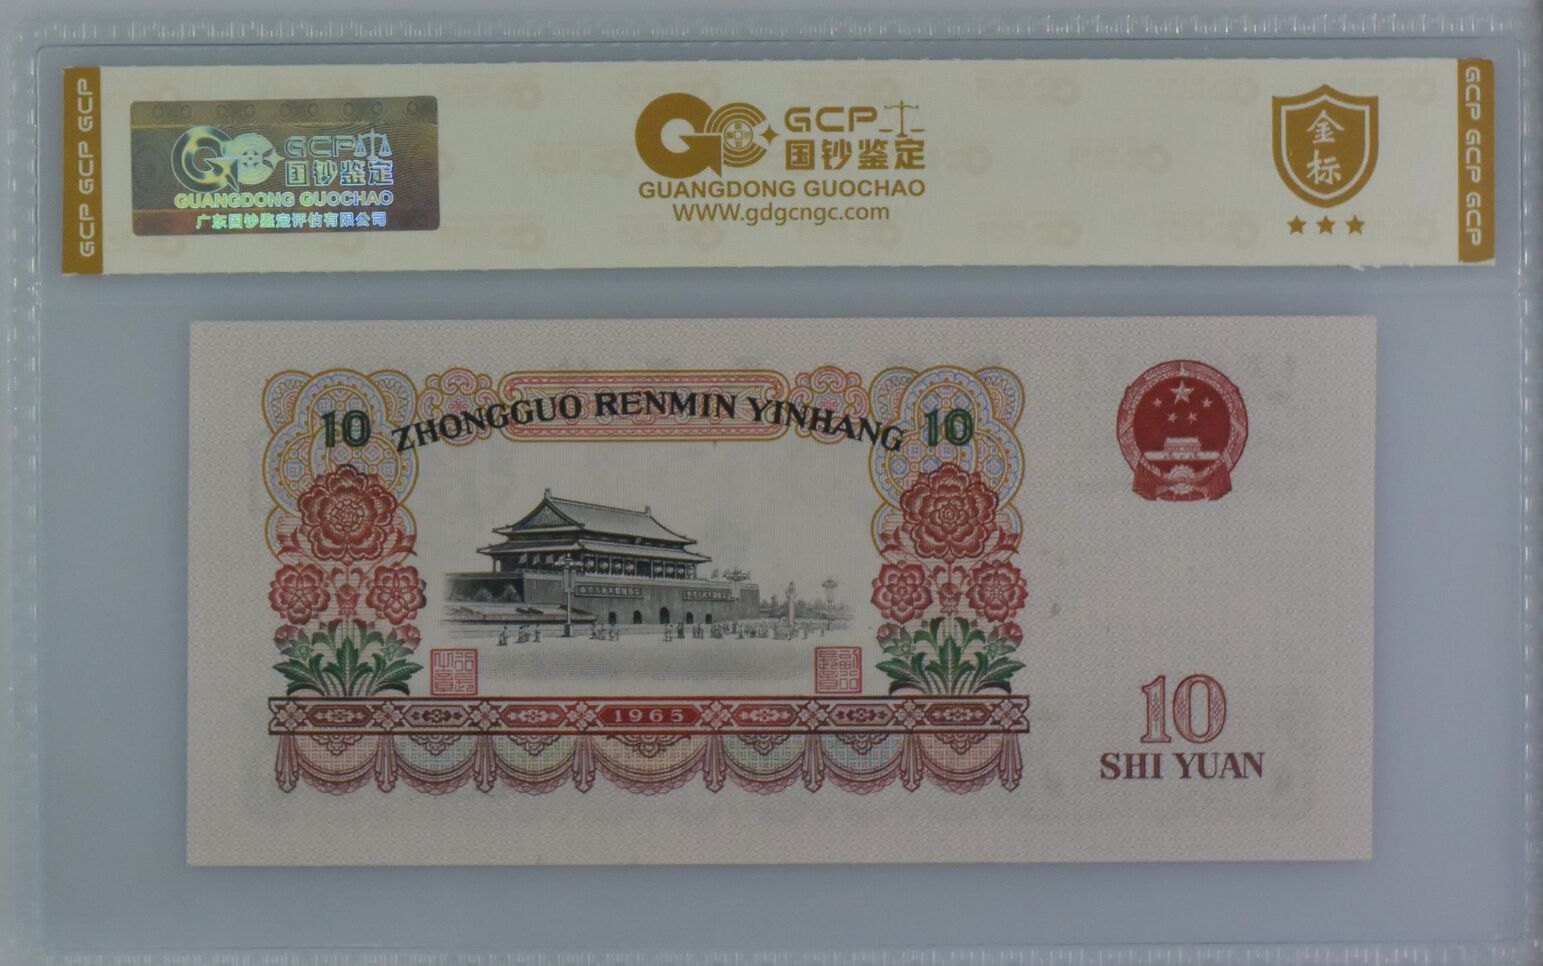 GCP GCP GCP
GCP
国钞鉴定
GUANGDONG GUOCHAO
广东国钞鉴定评估有限公司
GCP
国钞鉴定
GUANGDONG GUOCHAO
WWW.gdgcngc.com
金标
GCP GCP GCP
10 ZHONGGUO RENMIN YINHANG 10
1965
10
SHI YUAN